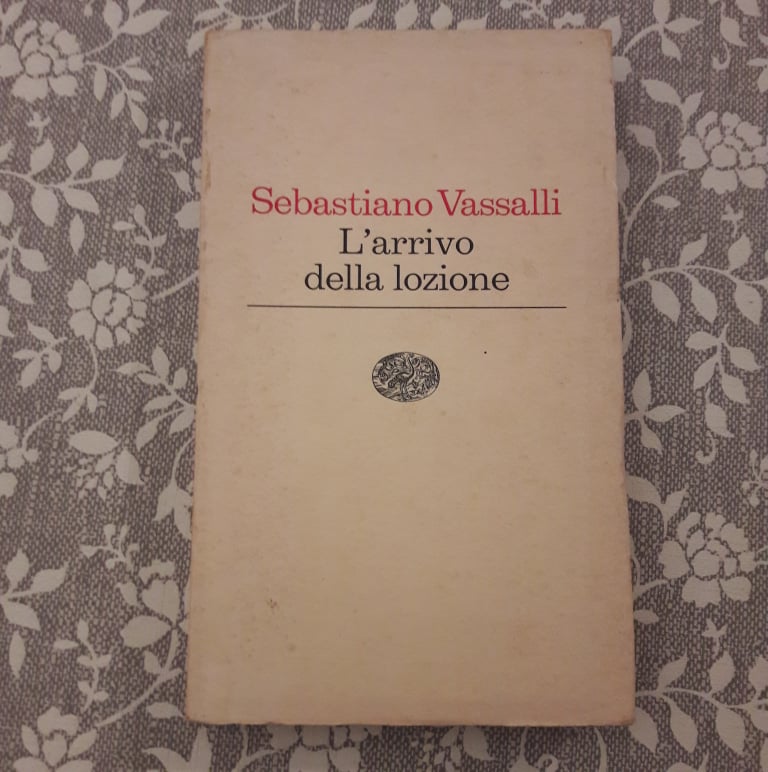 Sebastiano Vassalli
L'arrivo
della lozione